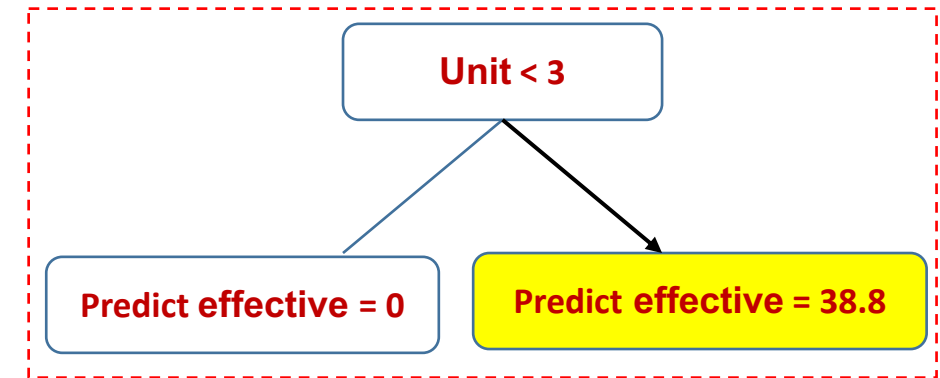 Unit < 3
Predict effective = 0
Predict effective = 38.8